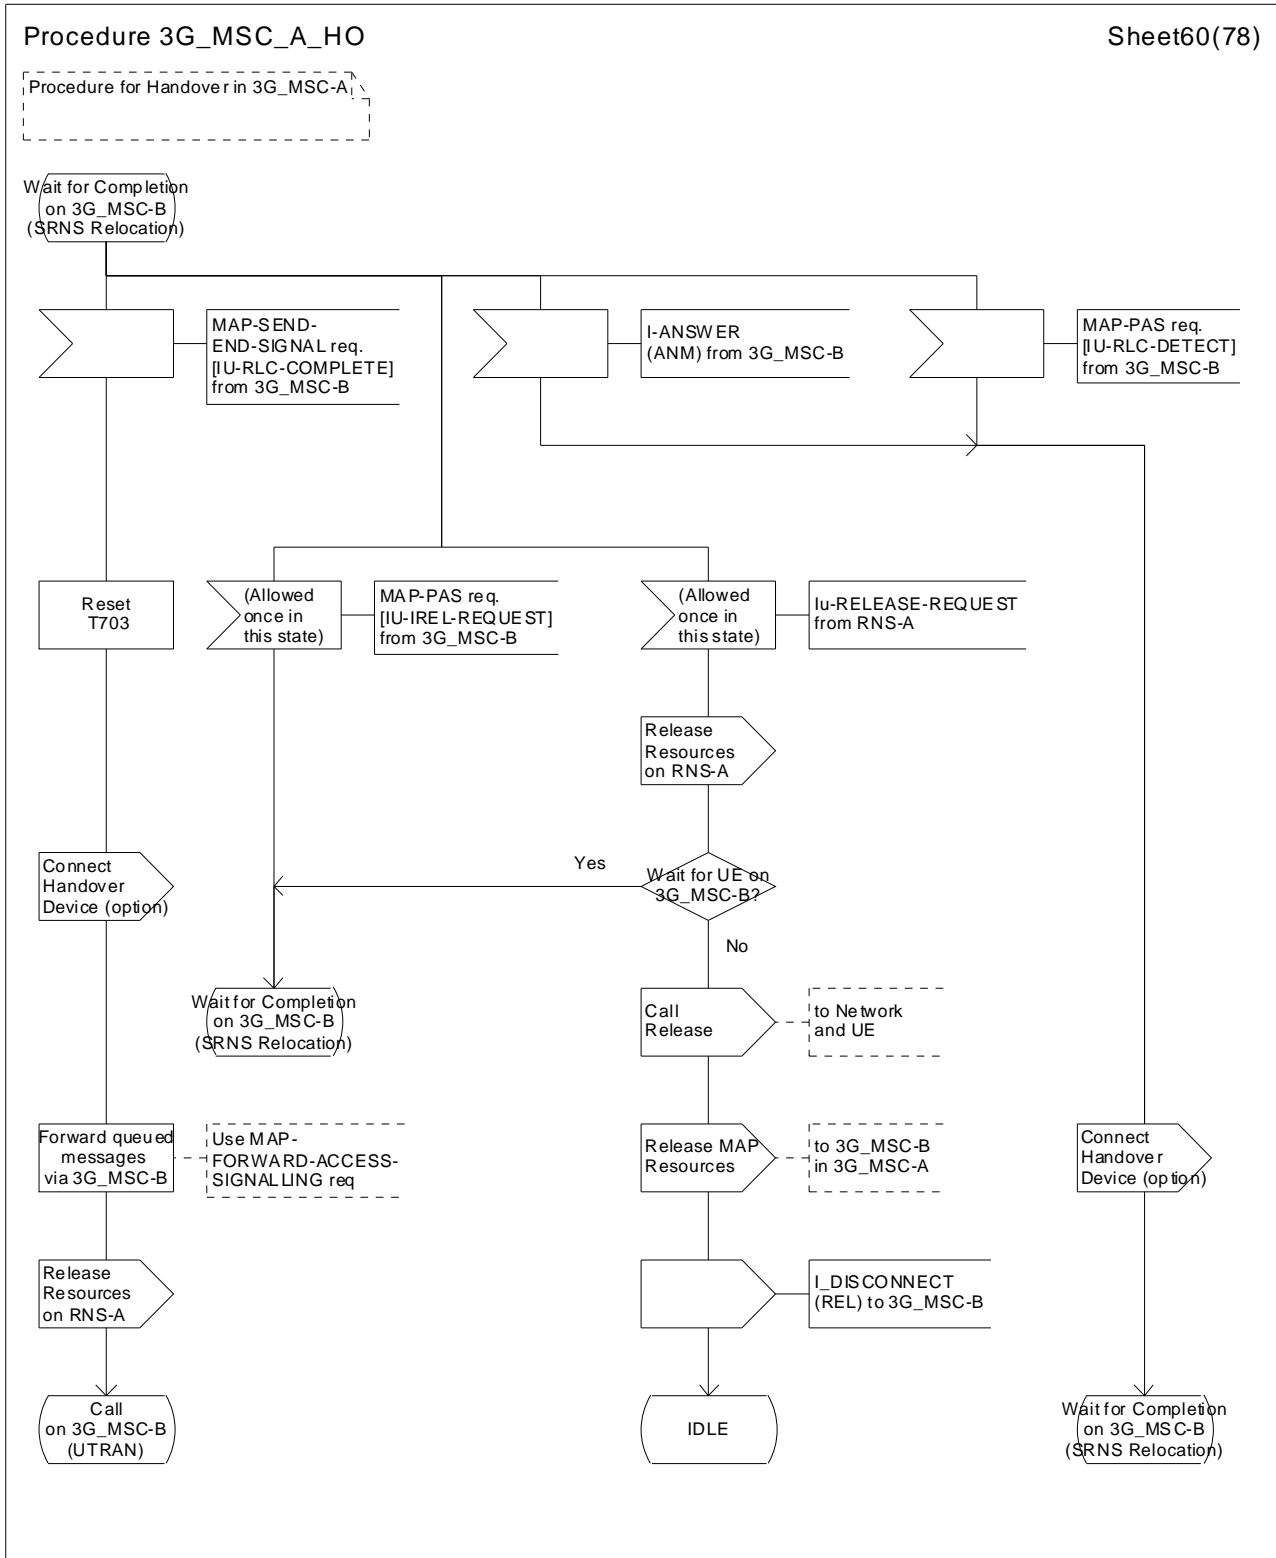 Procedure 3G_MSC_A_HO
Sheet60(78)
Procedure for Handover in 3G_MSC-A
Wait for Completion
on 3G_MSC-B
(SRNS Relocation)
MAP-SEND-
END-SIGNAL req.
[IU-RLC-COMPLETE]
from 3G_MSC-B
I-ANSWER
(ANM) from 3G_MSC-B
MAP-PAS req.
[IU-RLC-DETECT]
from 3G_MSC-B
Reset
T703
(Allowed
once in
this state)
MAP-PAS req.
[IU-IREL-REQUEST]
from 3G_MSC-B
(Allowed
once in
this state)
Iu-RELEASE-REQUEST
from RNS-A
Release
Resources
on RNS-A
Connect
Handover
Device (option)
Yes
Wait for UE on
3G_MSC-B?
No
Wait for Completion
on 3G_MSC-B
(SRNS Relocation)
Call
Release
to Network
and UE
Forward queued
messages
via 3G_MSC-B
Use MAP-
FORWARD-ACCESS-
SIGNALLING req
Release MAP
Resources
to 3G_MSC-B
in 3G_MSC-A
Connect
Handover
Device (option)
Release
Resources
on RNS-A
I_DISCONNECT
(REL) to 3G_MSC-B
Call
on 3G_MSC-B
(UTRAN)
IDLE
Wait for Completion
on 3G_MSC-B
(SRNS Relocation)